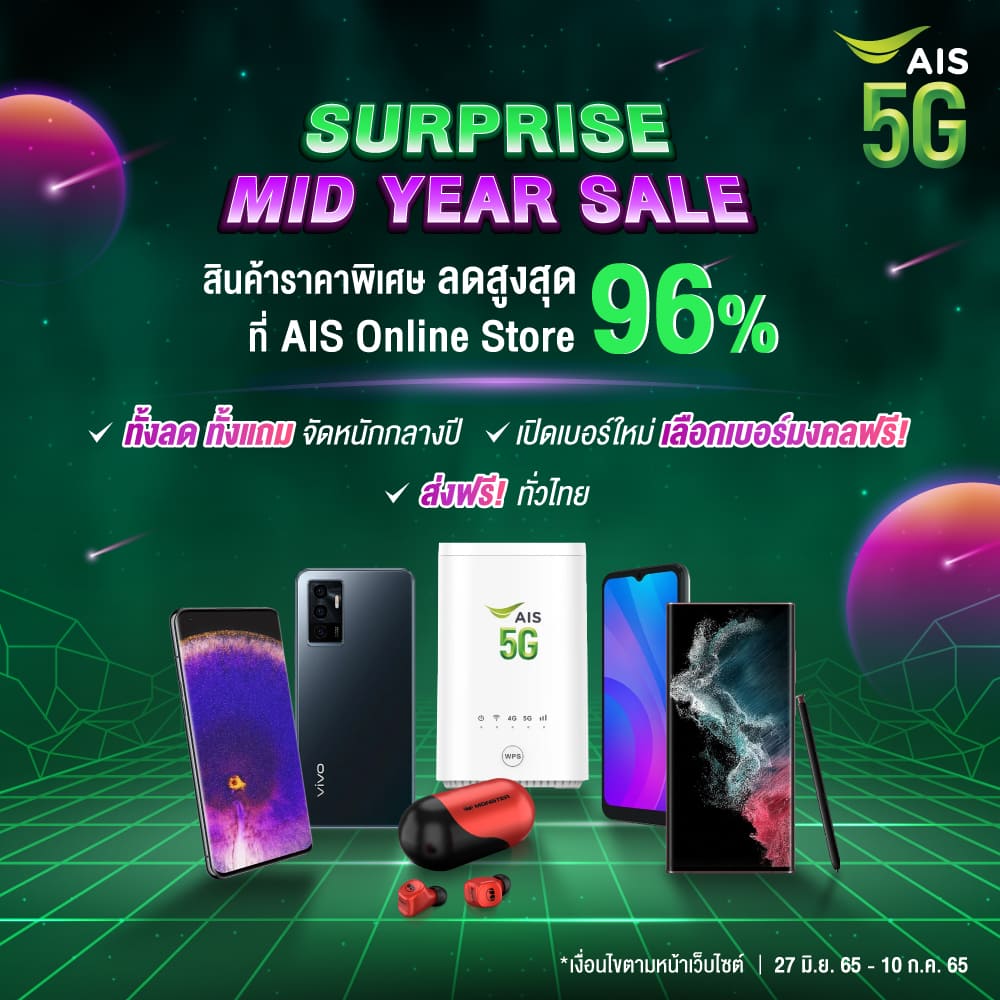 AIS
5G
SURPRISE
MID YEAR SALE
สินค้าราคาพิเศษ ลดสูงสุด
ที่ AIS Online Store
96%
ทั้งลด ทั้งแถม จัดหนักกลางปี
เปิดเบอร์ใหม่ เลือกเบอร์มงคลฟรี!
ส่งฟรี! ทั่วไทย
AIS
5G
4G 5G
WPS
vivo
MONSTER
*เงื่อนไขตามหน้าเว็บไซต์ | 27 มิ.ย. 65 - 10 ก.ค. 65